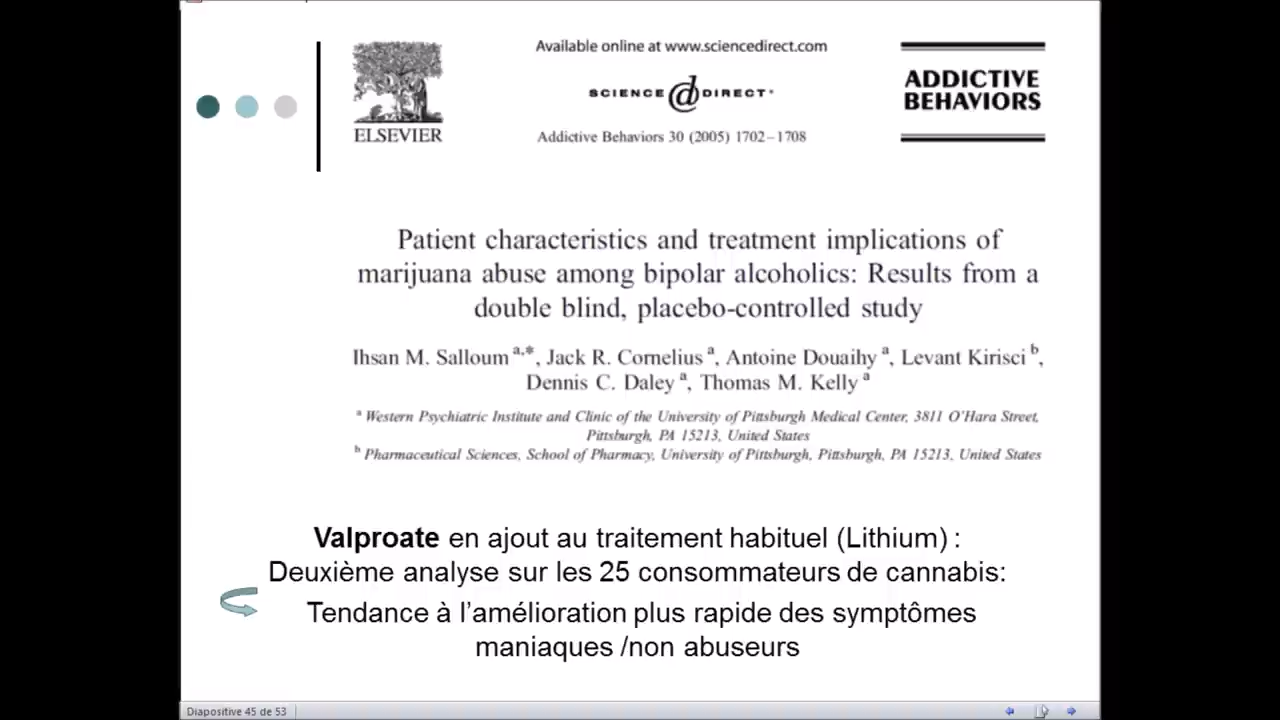 Available online at www.sciencedirect.com
ELSEVIER
SCIENCE @ DIRECT®
Addictive Behaviors 30 (2005) 1702–1708
ADDICTIVE
BEHAVIORS
Patient characteristics and treatment implications of
marijuana abuse among bipolar alcoholics: Results from a
double blind, placebo-controlled study
Ihsan M. Salloum a,*, Jack R. Cornelius a, Antoine Douaihy a, Levant Kirisci b,
Dennis C. Daley a, Thomas M. Kelly a
a Western Psychiatric Institute and Clinic of the University of Pittsburgh Medical Center, 3811 O'Hara Street,
Pittsburgh, PA 15213, United States
b Pharmaceutical Sciences, School of Pharmacy, University of Pittsburgh, Pittsburgh, PA 15213, United States
Valproate en ajout au traitement habituel (Lithium) :
Deuxième analyse sur les 25 consommateurs de cannabis:
Tendance à l’amélioration plus rapide des symptômes
maniaques /non abuseurs
Diapositive 45 de 53